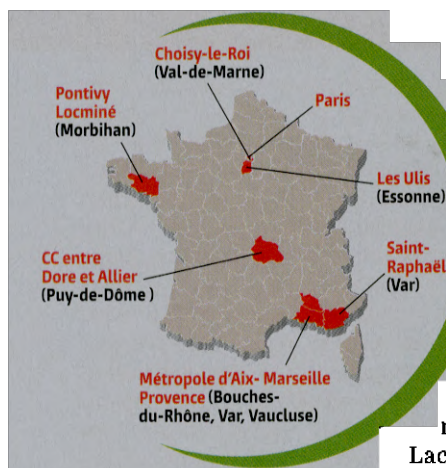 Choisy-le-Roi
(Val-de-Marne)
Pontivy
Locminé
(Morbihan)
Paris
Les Ulis
(Essonne)
CC entre
Dore et Allier
(Puy-de-Dôme )
Saint-
Raphaël
(Var)
Métropole d'Aix- Marseille
Provence (Bouches-
du-Rhône, Var, Vaucluse)